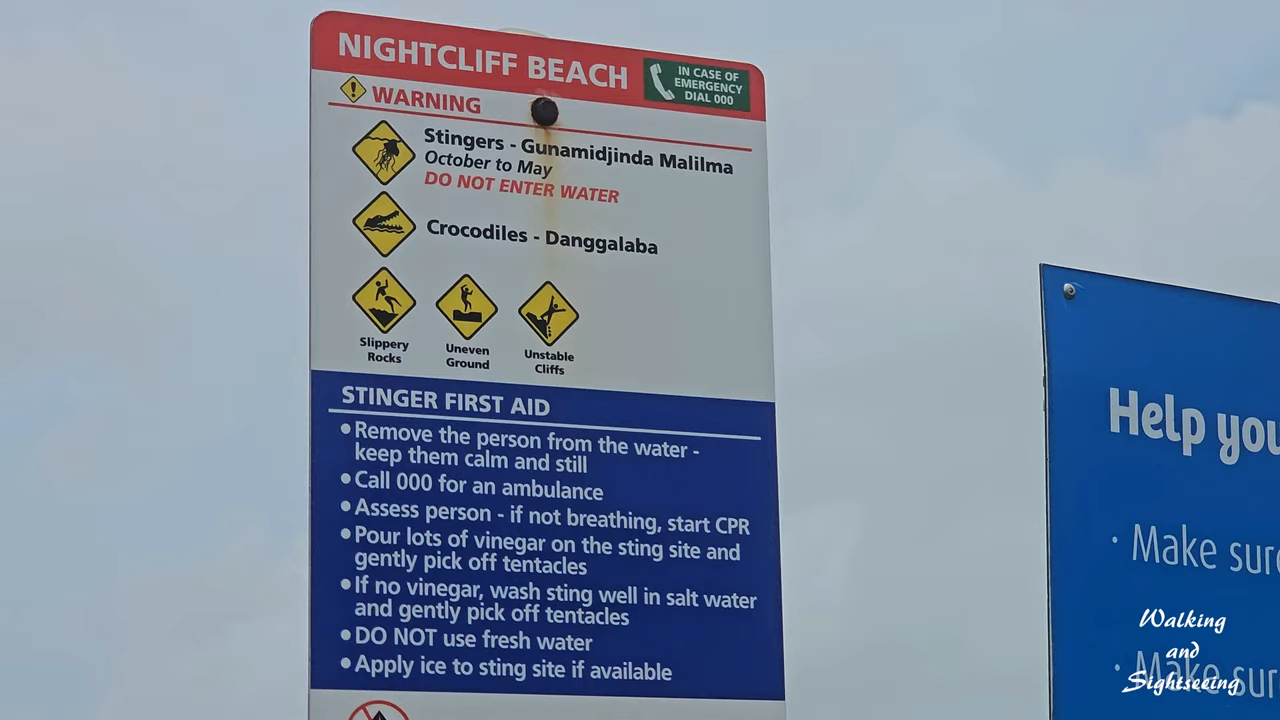 NIGHTCLIFF BEACH
IN CASE OF
EMERGENCY
DIAL 000
WARNING
Stingers - Gunamidjinda Malilma
October to May
DO NOT ENTER WATER
Crocodiles - Danggalaba
Slippery
Rocks
Uneven
Ground
Unstable
Cliffs
STINGER FIRST AID
• Remove the person from the water -
keep them calm and still
• Call 000 for an ambulance
• Assess person - if not breathing, start CPR
• Pour lots of vinegar on the sting site and
gently pick off tentacles
• If no vinegar, wash sting well in salt water
and gently pick off tentacles
• DO NOT use fresh water
• Apply ice to sting site if available
Help you
· Make sure
· Make sur
Walking
and
Sightseeing